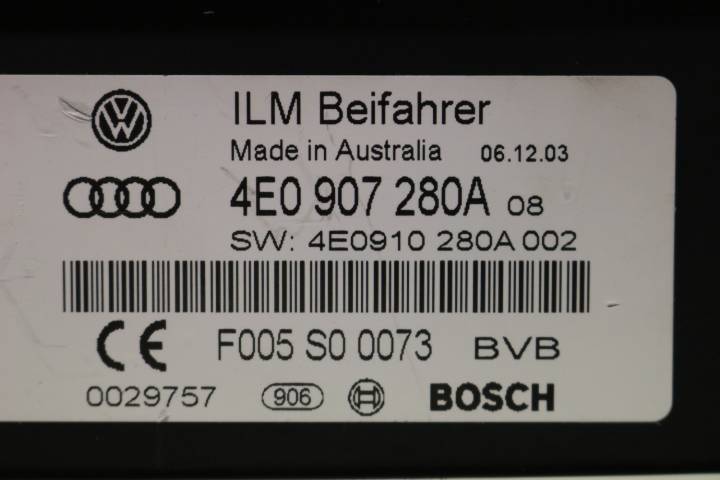 ILM Beifahrer
Made in Australia 06.12.03
4E0 907 280A 08
SW: 4E0910 280A 002
CE F005 S0 0073 BVB
0029757 906 BOSCH